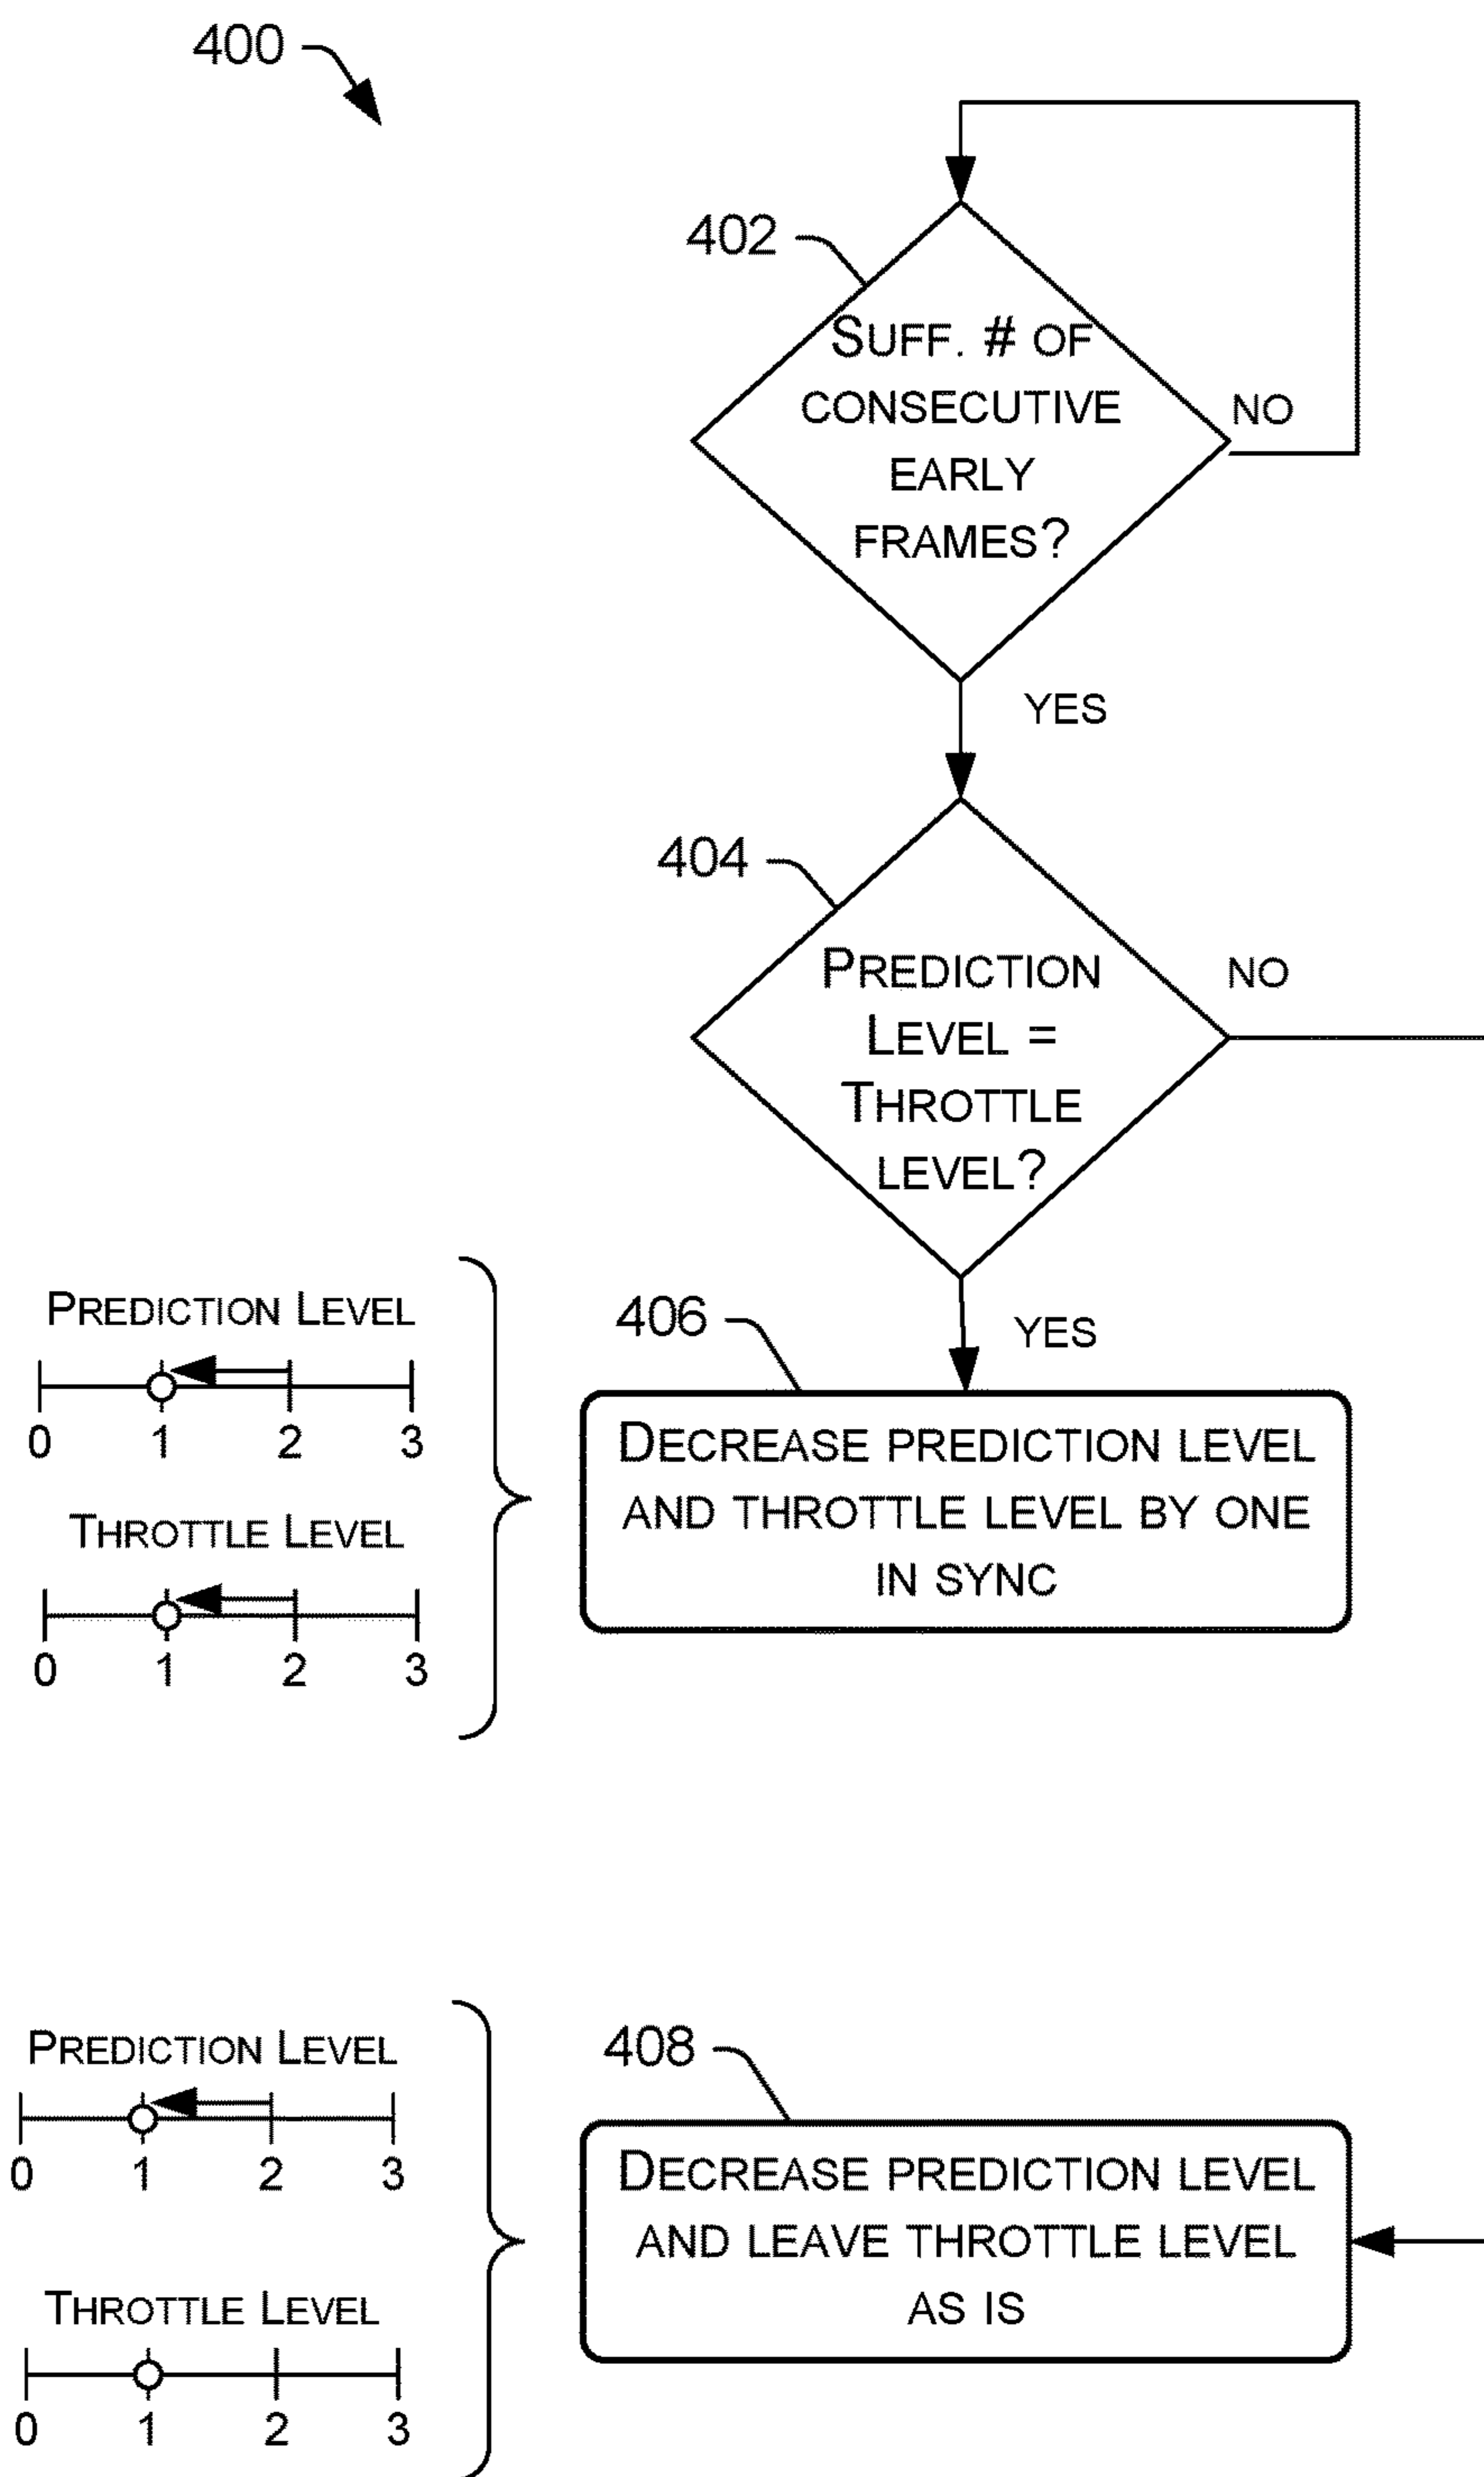 400
402
SUFF. # OF
CONSECUTIVE
EARLY
FRAMES?
NO
YES
404
PREDICTION
LEVEL =
THROTTLE
LEVEL?
NO
YES
406
DECREASE PREDICTION LEVEL
AND THROTTLE LEVEL BY ONE
IN SYNC
PREDICTION LEVEL
0 1 2 3
THROTTLE LEVEL
0 1 2 3
408
DECREASE PREDICTION LEVEL
AND LEAVE THROTTLE LEVEL
AS IS
PREDICTION LEVEL
0 1 2 3
THROTTLE LEVEL
0 1 2 3